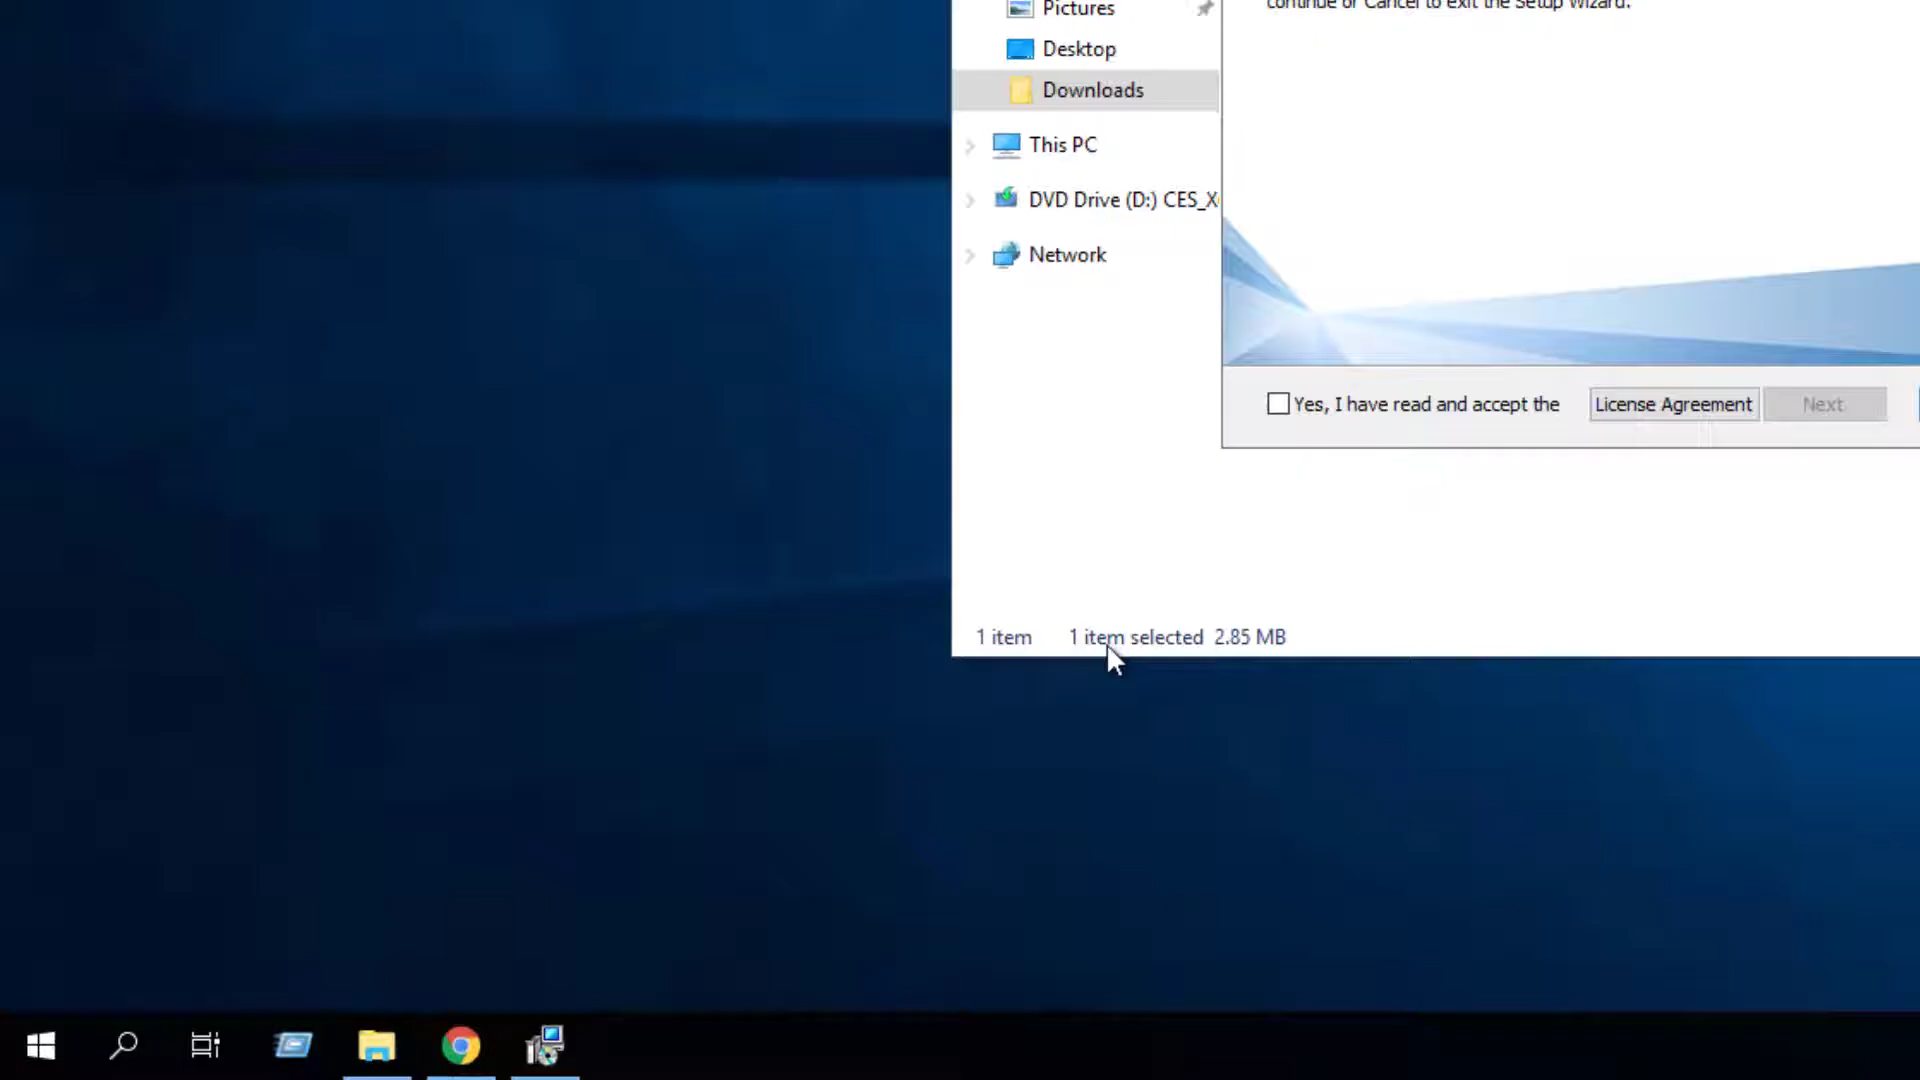 Pictures
continue or Cancel to exit the Setup Wizard.
Desktop
Downloads
This PC
DVD Drive (D:) CES_X
Network
Yes, I have read and accept the
License Agreement
Next
1 item
1 item selected 2.85 MB